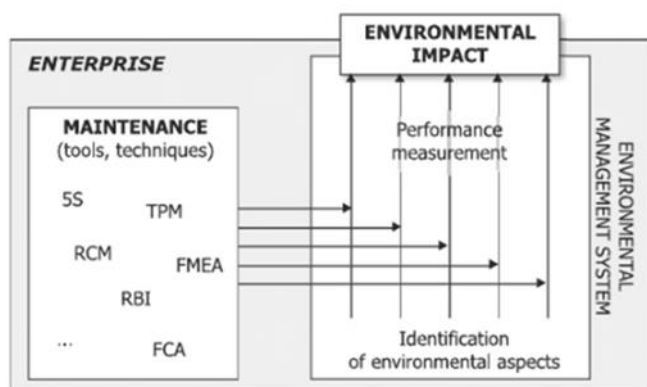 ENVIRONMENTAL
IMPACT
ENTERPRISE
MAINTENANCE
(tools, techniques)
5S
TPM
RCM
FMEA
RBI
...
FCA
Performance
measurement
Identification
of environmental aspects
ENVIRONMENTAL
MANAGEMENT SYSTEM